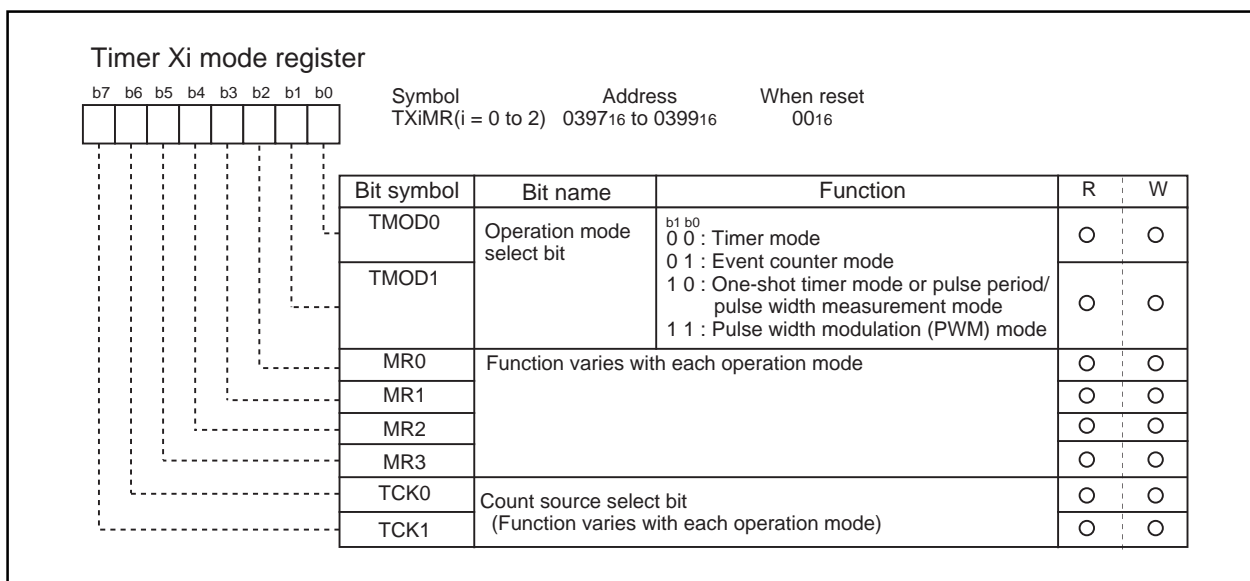 Timer Xi mode register
b7 b6 b5 b4 b3 b2 b1 b0
Symbol Address When reset
TXiMR(i = 0 to 2) 039716 to 039916 0016
Bit symbol Bit name Function R W
TMOD0 Operation mode select bit
b1 b0
0 0 : Timer mode
0 1 : Event counter mode
TMOD1
1 0 : One-shot timer mode or pulse period/
pulse width measurement mode
1 1 : Pulse width modulation (PWM) mode
MR0 Function varies with each operation mode
MR1
MR2
MR3
TCK0 Count source select bit
(Function varies with each operation mode)
TCK1